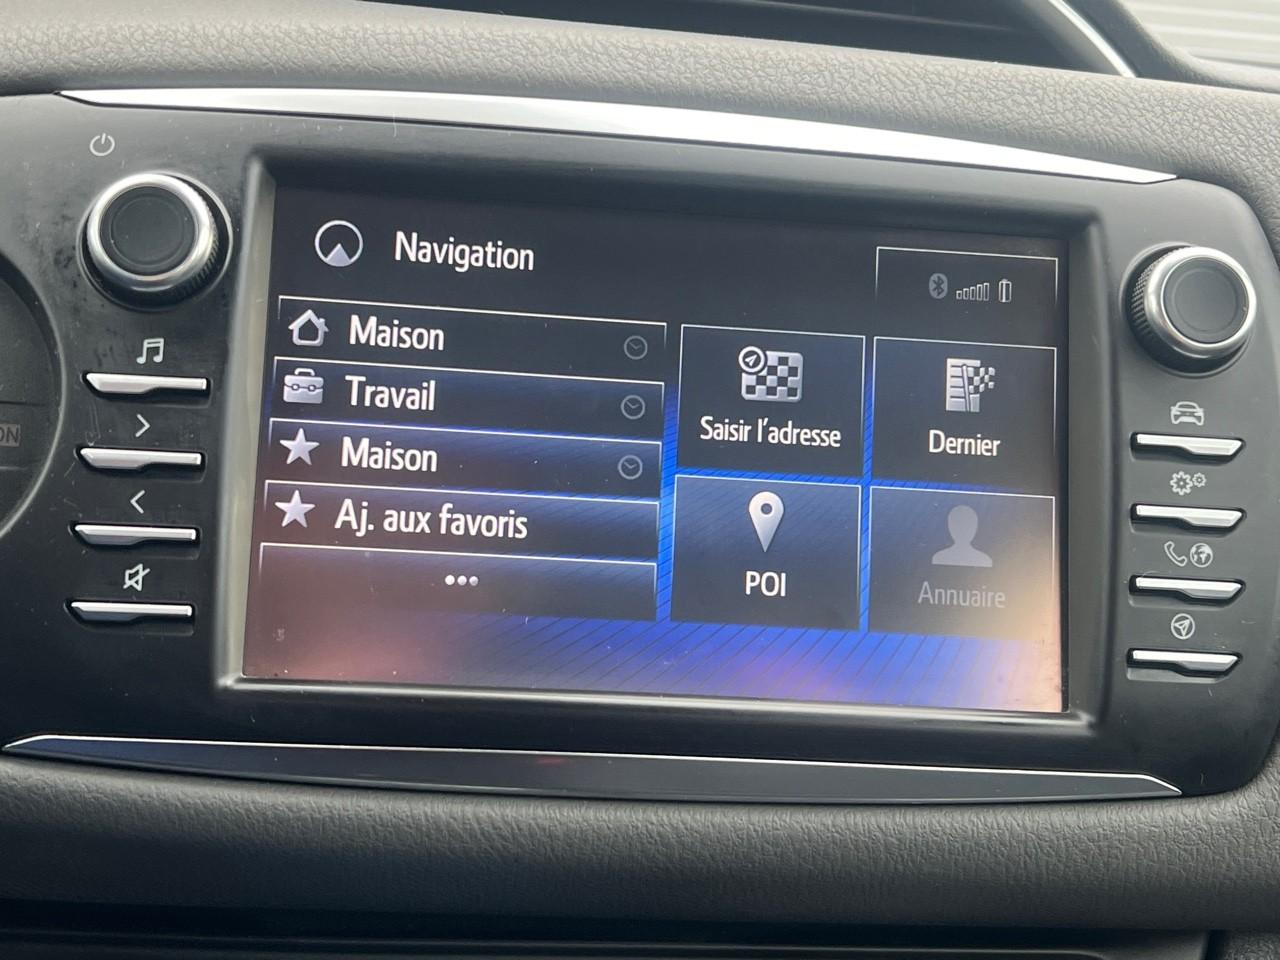 Navigation
Maison
Travail
Maison
Aj. aux favoris
•••
Saisir l'adresse
Dernier
POI
Annuaire